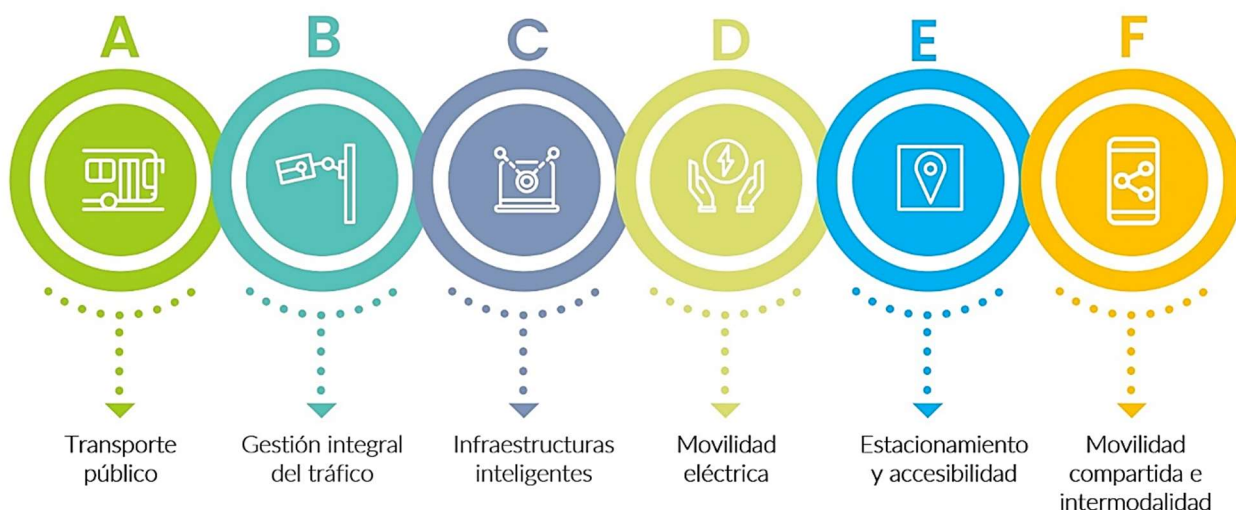 A
B
C
D
E
F
Transporte
público
Gestión integral
del tráfico
Infraestructuras
inteligentes
Movilidad
eléctrica
Estacionamiento
y accesibilidad
Movilidad
compartida e
intermodalidad